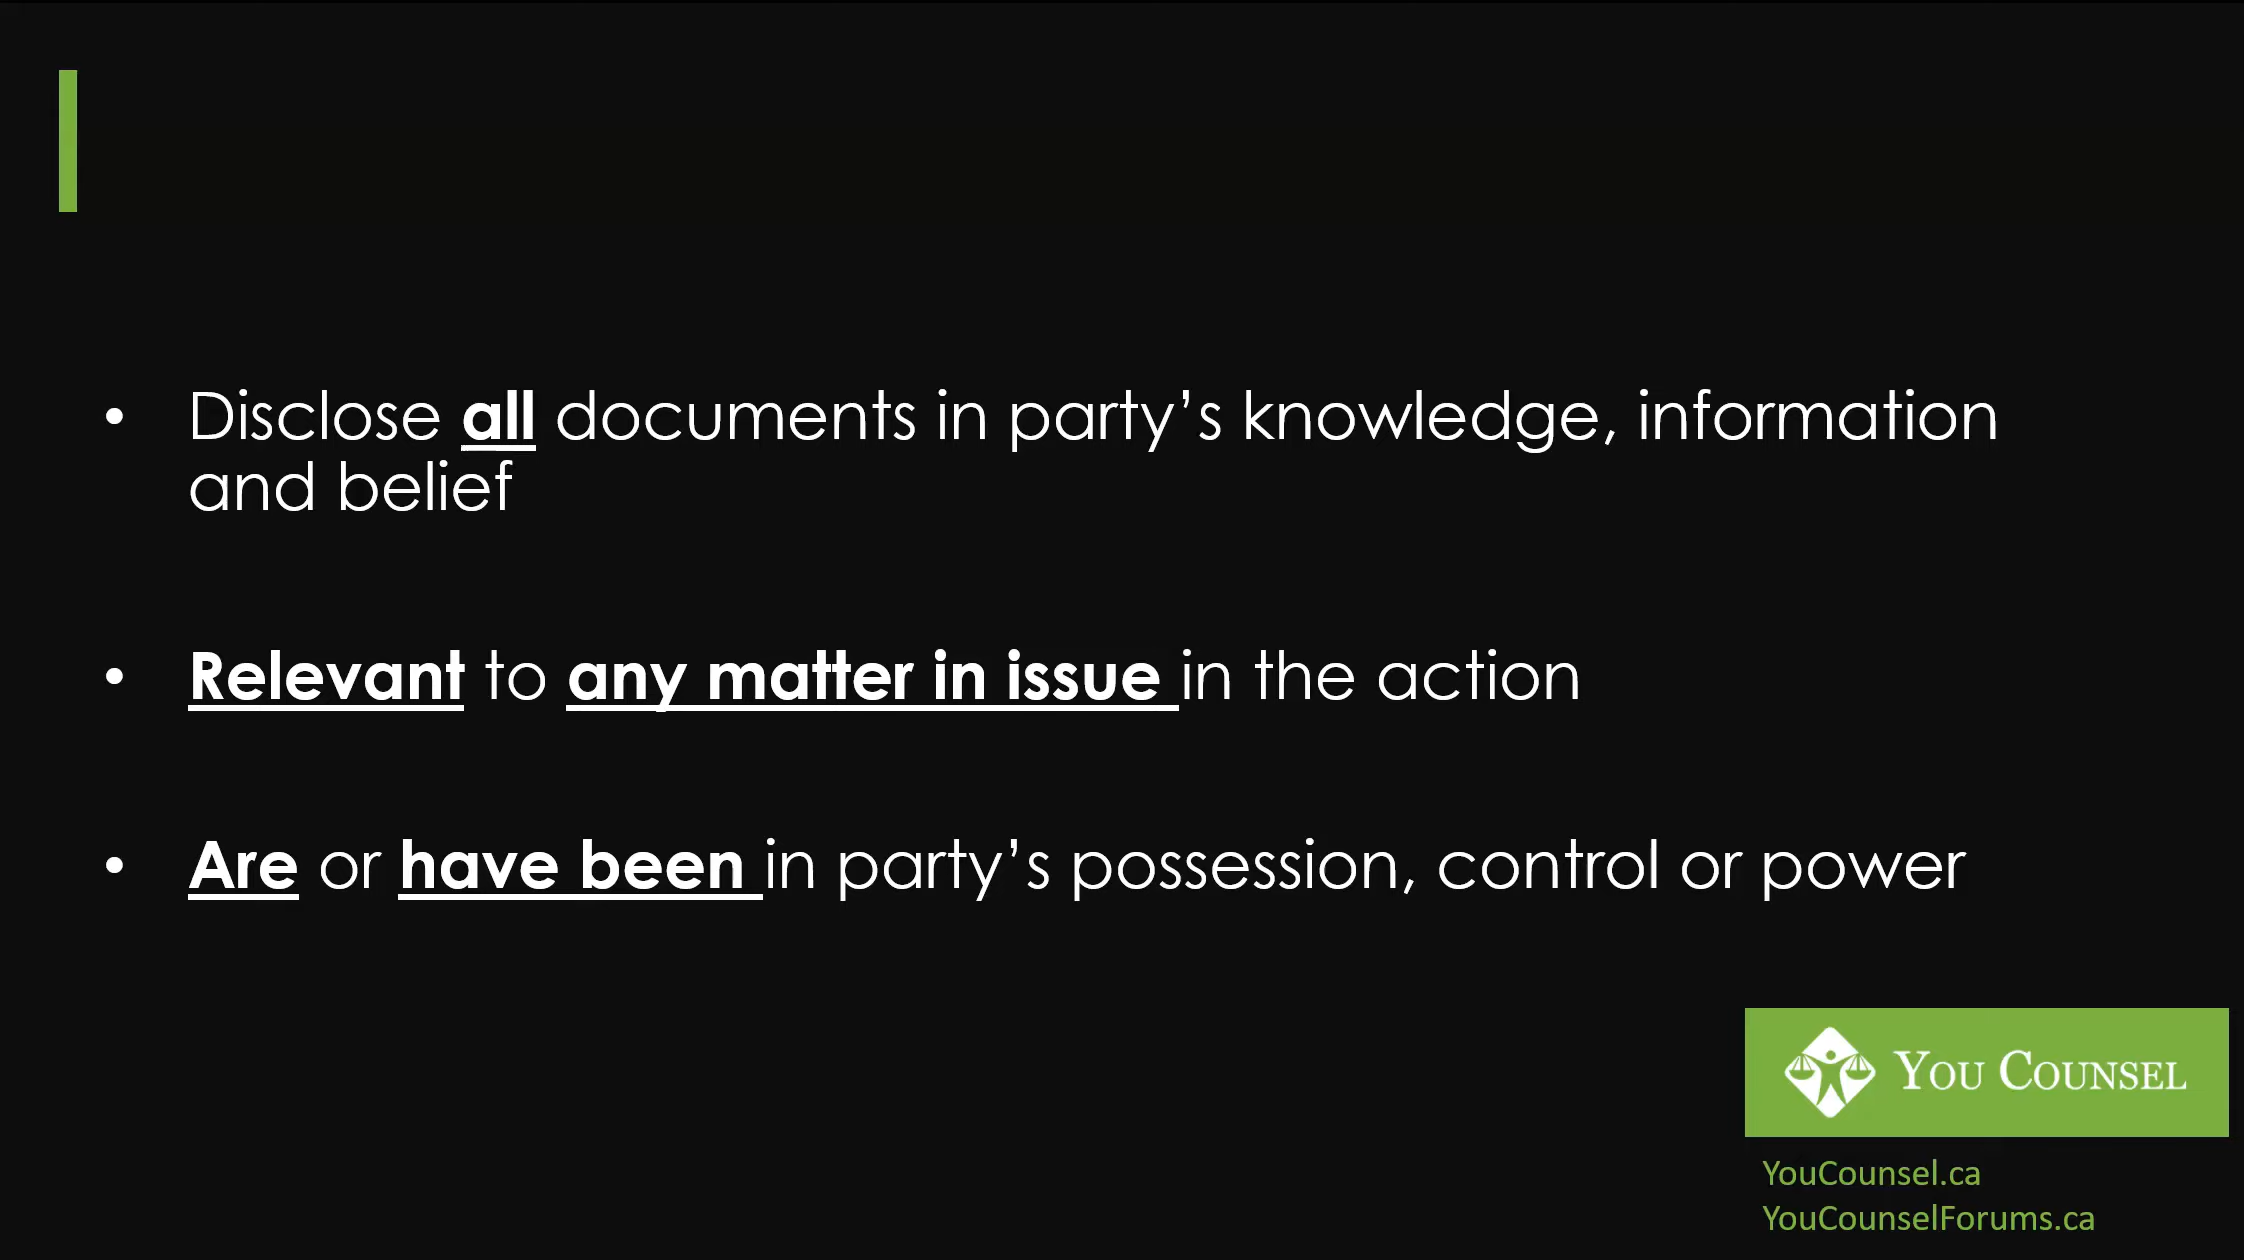 • Disclose all documents in party’s knowledge, information
and belief
• Relevant to any matter in issue in the action
• Are or have been in party’s possession, control or power
YOU COUNSEL
YouCounsel.ca
YouCounselForums.ca